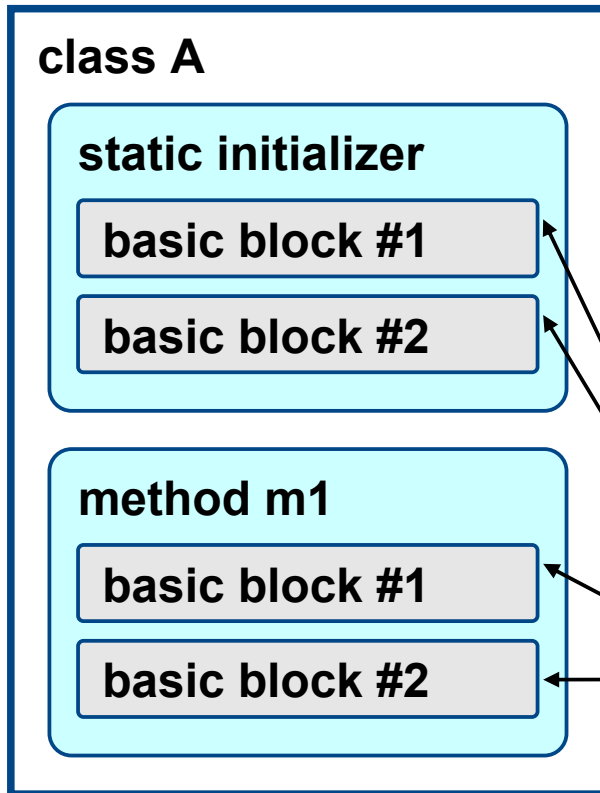 class A
static initializer
basic block #1
basic block #2
method m1
basic block #1
basic block #2